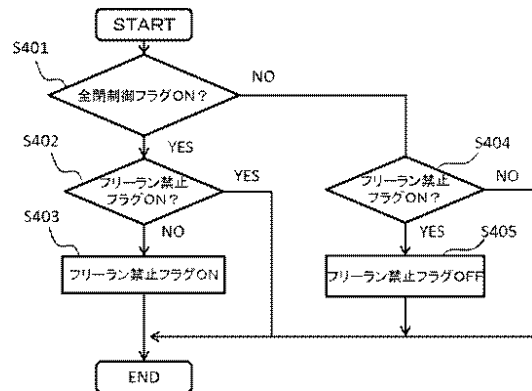 START
S401
全閉制御フラグON？
NO
YES
S402
フリーラン禁止
フラグON？
YES
NO
S403
フリーラン禁止フラグON
S404
フリーラン禁止
フラグON？
NO
YES
S405
フリーラン禁止フラグOFF
END